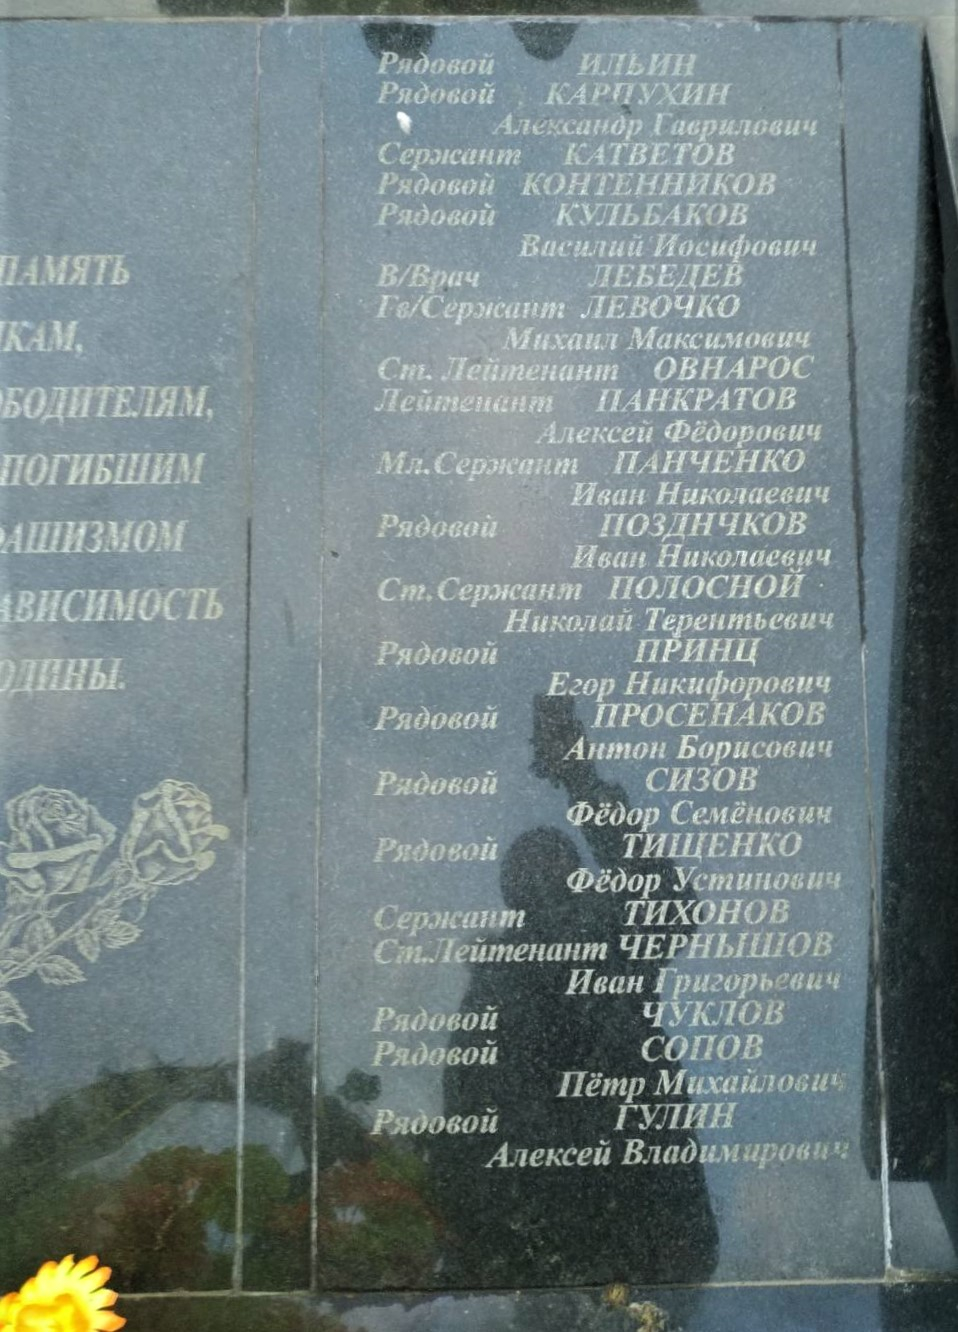 ПАМЯТЬ
КАМ,
ОБОДИТЕЛЯМ,
ПОГИБШИМ
ФАШИЗМОМ
АВИСИМОСТЬ
ОДИНЫ.
Рядовой ИЛЬИН
Рядовой КАРПУХИН
Александр Гаврилович
Сержант КАТВЕТОВ
Рядовой КОНТЕННИКОВ
Рядовой КУЛЬБАКОВ
Василий Иосифович
В/Врач ЛЕБЕДЕВ
Гв/Сержант ЛЕВОЧКО
Михаил Максимович
Ст. Лейтенант ОВНАРОС
Лейтенант ПАНКРАТОВ
Алексей Фёдорович
Мл.Сержант ПАНЧЕНКО
Иван Николаевич
Рядовой ПОЗДНЧКОВ
Иван Николаевич
Ст.Сержант ПОЛОСНОЙ
Николай Терентьевич
Рядовой ПРИНЦ
Егор Никифорович
Рядовой ПРОСЕНАКОВ
Антон Борисович
Рядовой СИЗОВ
Фёдор Семёнович
Рядовой ТИЩЕНКО
Фёдор Устинович
Сержант ТИХОНОВ
Ст.Лейтенант ЧЕРНЫШОВ
Иван Григорьевич
Рядовой ЧУКЛОВ
Рядовой СОПОВ
Пётр Михайлович
Рядовой ГУЛИН
Алексей Владимирович